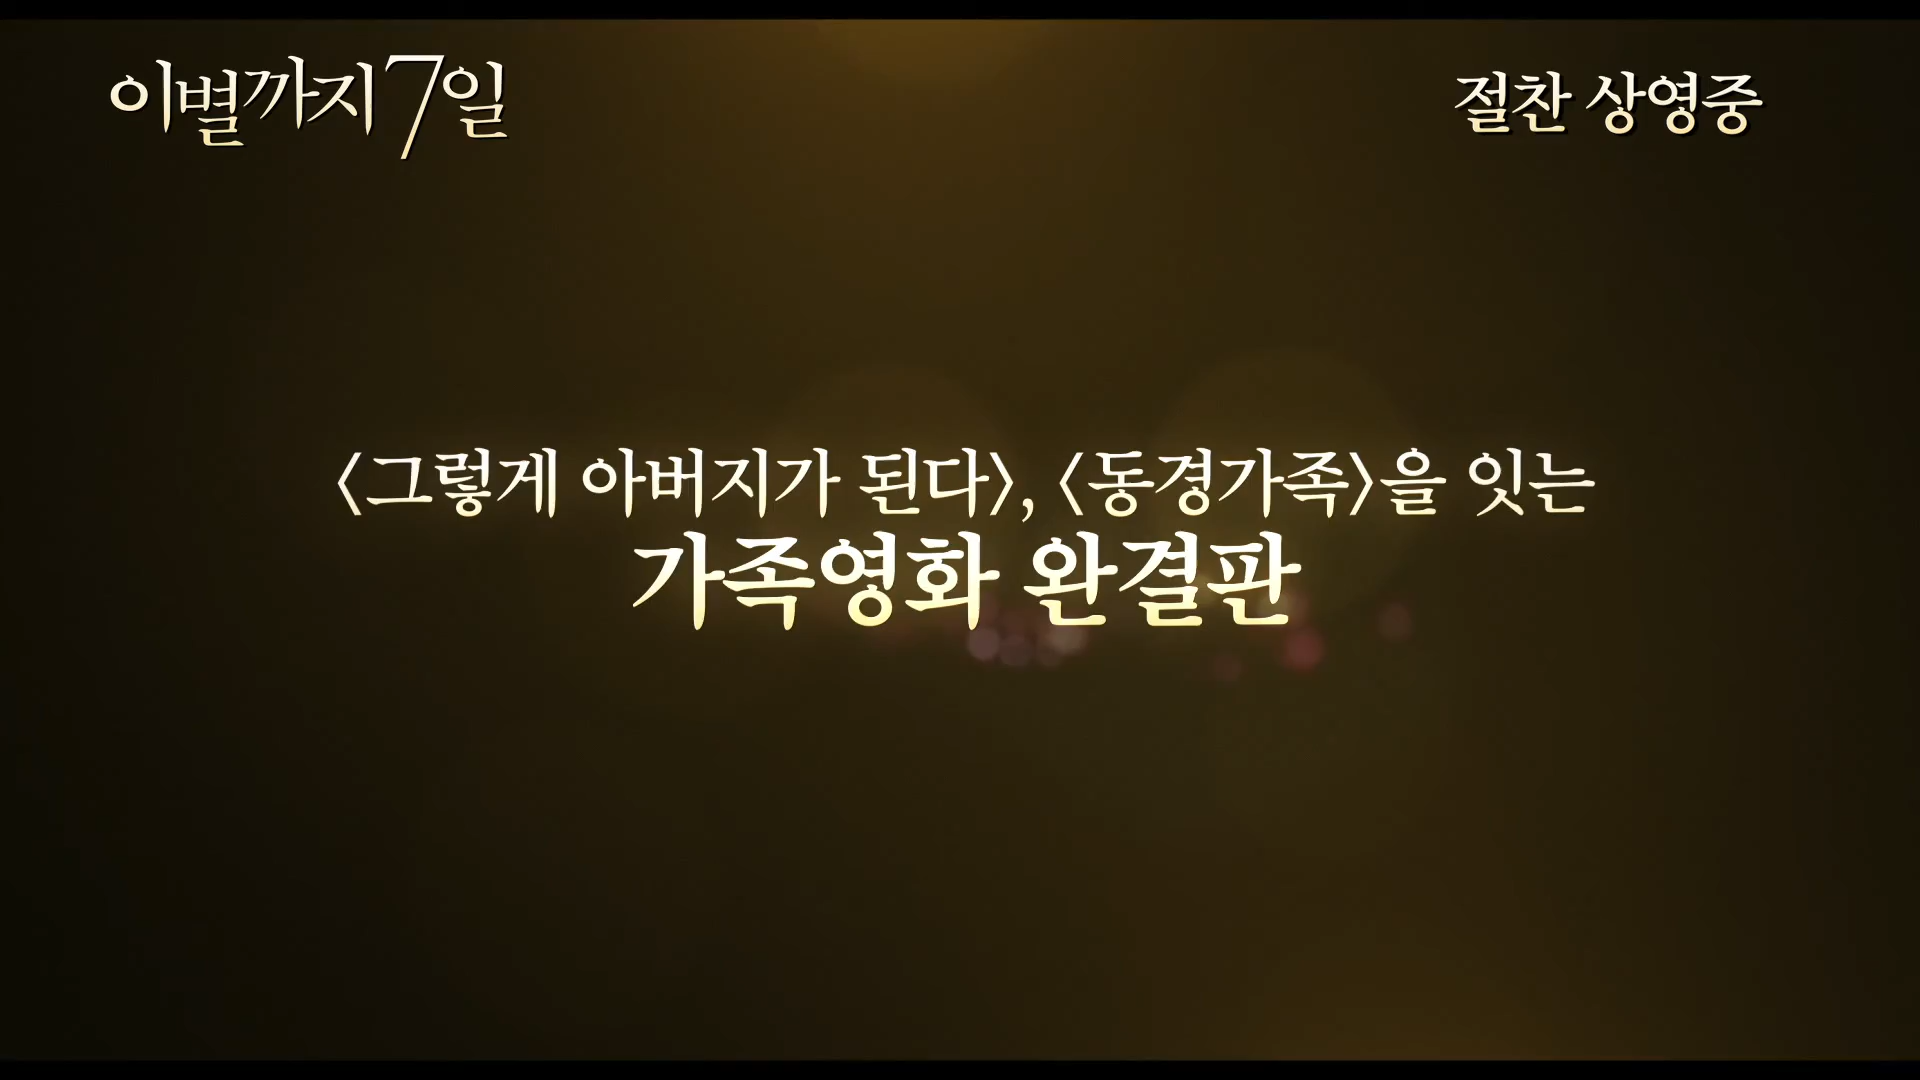 이별까지7일
절찬 상영중
〈그렇게 아버지가 된다〉, 〈동경가족〉을 잇는
가족영화 완결판